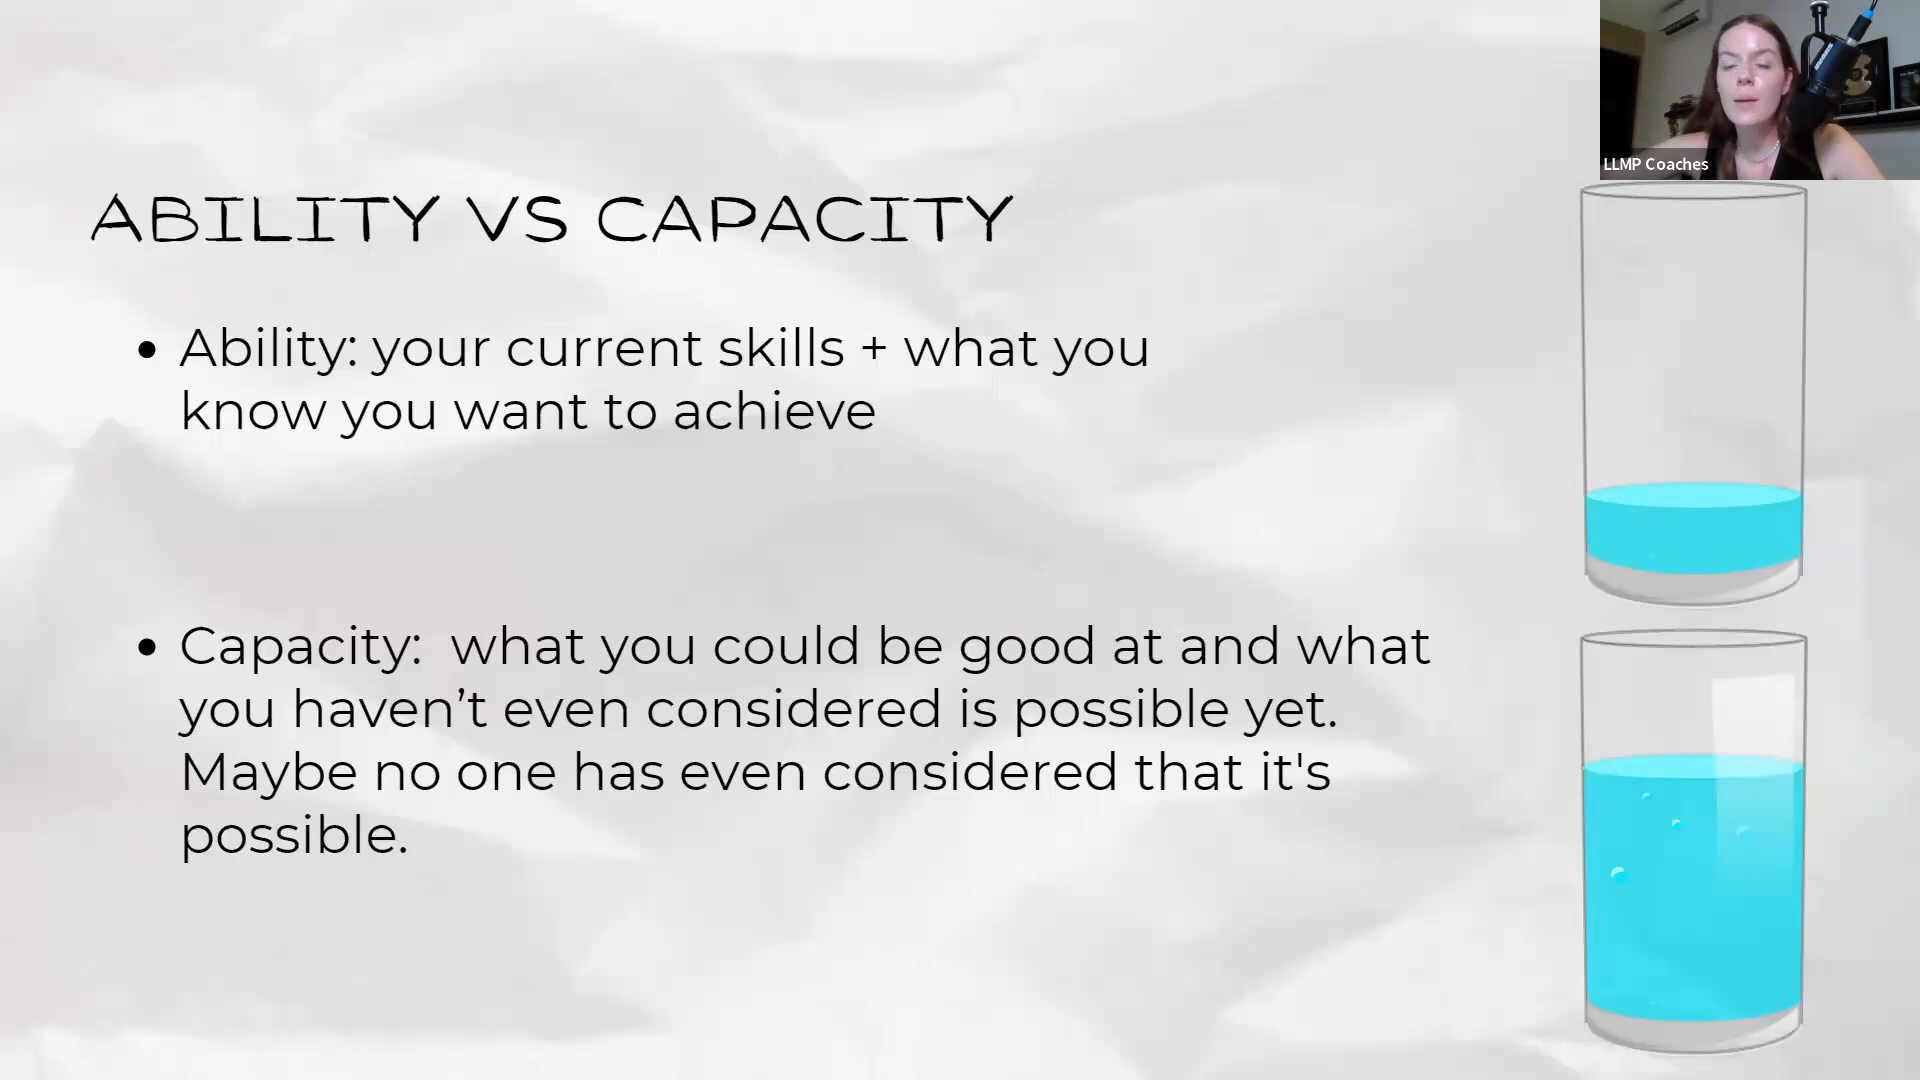 LLMP Coaches
ABILITY VS CAPACITY
• Ability: your current skills + what you
know you want to achieve
• Capacity:  what you could be good at and what
you haven’t even considered is possible yet.
Maybe no one has even considered that it's
possible.